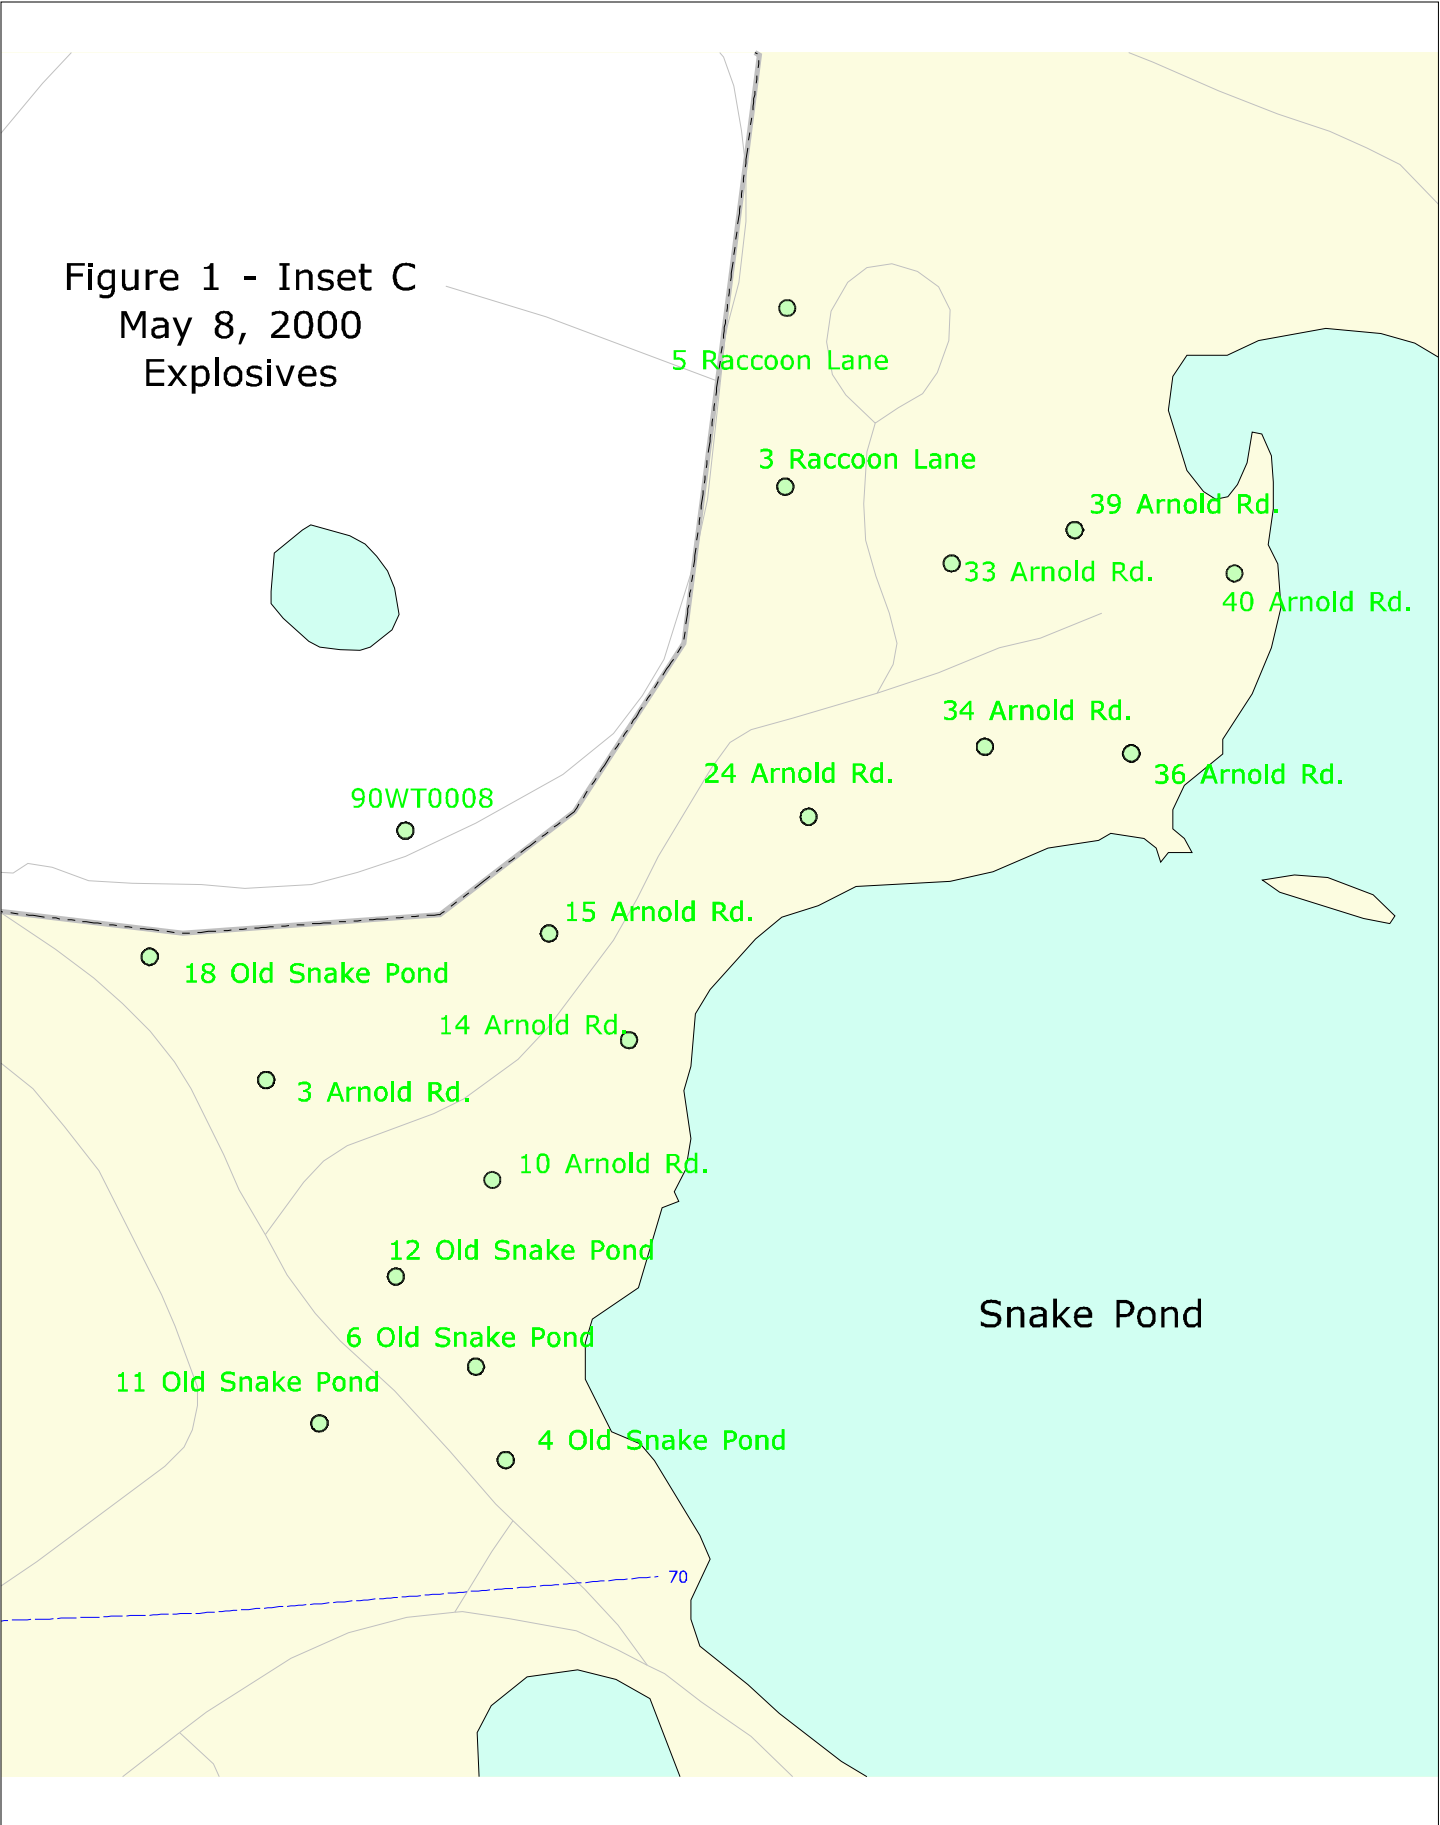 Figure 1 - Inset C
May 8, 2000
Explosives
5 Raccoon Lane
3 Raccoon Lane
39 Arnold Rd.
33 Arnold Rd.
40 Arnold Rd.
34 Arnold Rd.
24 Arnold Rd.
36 Arnold Rd.
90WT0008
15 Arnold Rd.
18 Old Snake Pond
14 Arnold Rd.
3 Arnold Rd.
10 Arnold Rd.
12 Old Snake Pond
Snake Pond
6 Old Snake Pond
11 Old Snake Pond
4 Old Snake Pond
70